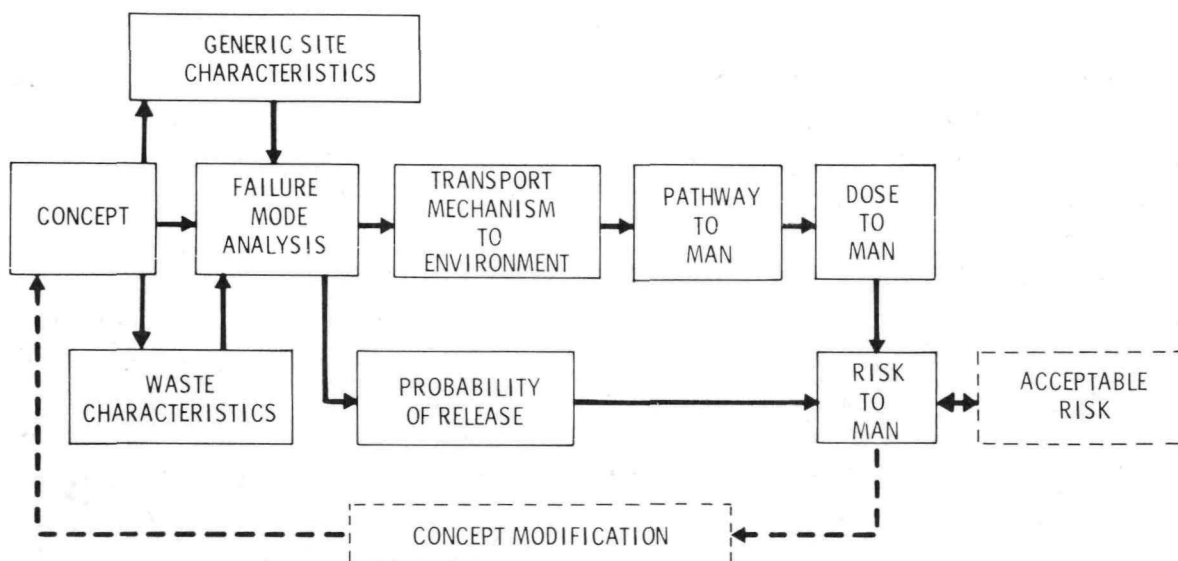 GENERIC SITE
CHARACTERISTICS
CONCEPT
FAILURE
MODE
ANALYSIS
TRANSPORT
MECHANISM
TO
ENVIRONMENT
PATHWAY
TO
MAN
DOSE
TO
MAN
WASTE
CHARACTERISTICS
PROBABILITY
OF RELEASE
RISK
TO
MAN
ACCEPTABLE
RISK
CONCEPT MODIFICATION